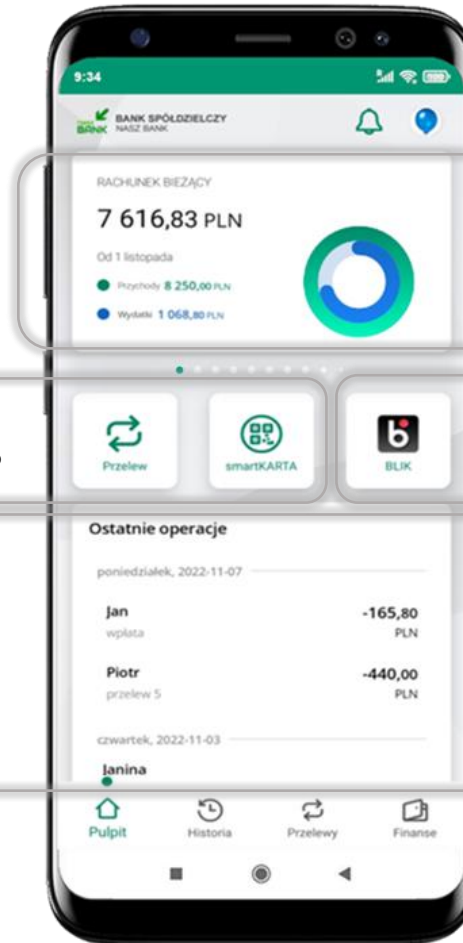 9:34
nasz BANK BANK SPÓŁDZIELCZY
NASZ BANK
RACHUNEK BIEŻĄCY
7 616,83 PLN
Od 1 listopada
Przychody 8 250,00 PLN
Wydatki 1 068,80 PLN
Przelew smartKARTA BLIK
Ostatnie operacje
poniedziałek, 2022-11-07
Jan -165,80
wpłata PLN
Piotr -440,00
przelew 5 PLN
czwartek, 2022-11-03
Janina
Pulpit Historia Przelewy Finanse